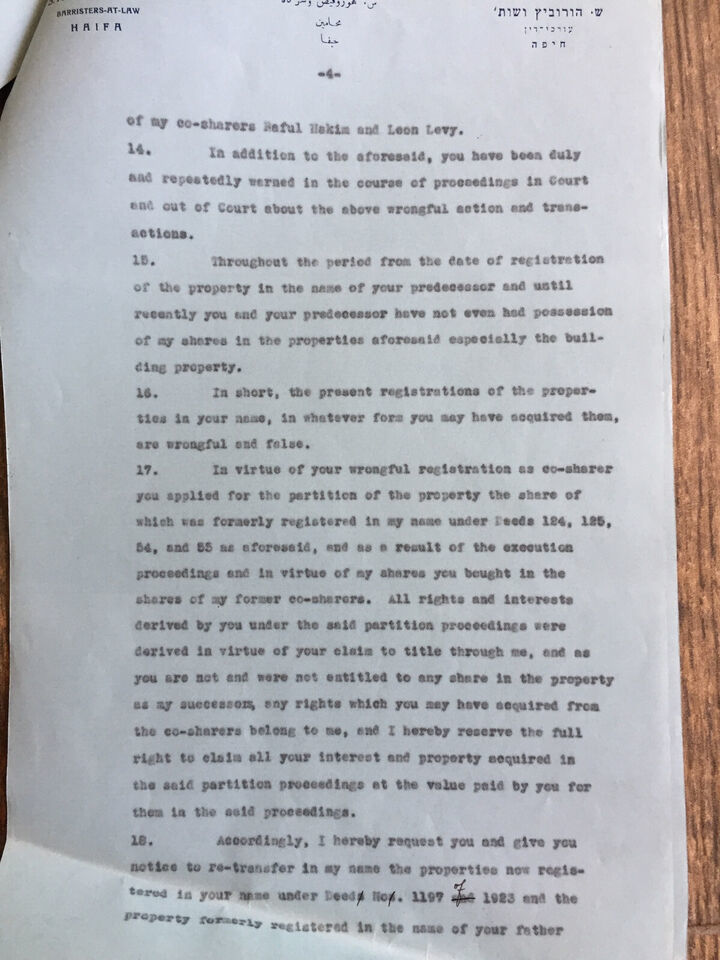 BARRISTERS-AT-LAW
HAIFA
محامين
حيفا
ש. הורוביץ ושות'
עורכי-דין
חיפה
-4-
of my co-sharers Raful Hakim and Leon Levy.
14. In addition to the aforesaid, you have been duly
and repeatedly warned in the course of proceedings in Court
and out of Court about the above wrongful action and trans-
actions.
15. Throughout the period from the date of registration
of the property in the name of your predecessor and until
recently you and your predecessor have not even had possession
of my shares in the properties aforesaid especially the buil-
ding property.
16. In short, the present registrations of the proper-
ties in your name, in whatever form you may have acquired them,
are wrongful and false.
17. In virtue of your wrongful registration as co-sharer
you applied for the partition of the property the share of
which was formerly registered in my name under Deeds 124, 125,
54, and 55 as aforesaid, and as a result of the execution
proceedings and in virtue of my shares you bought in the
shares of my former co-sharers. All rights and interests
derived by you under the said partition proceedings were
derived in virtue of your claim to title through me, and as
you are not and were not entitled to any share in the property
as my successor, any rights which you may have acquired from
the co-sharers belong to me, and I hereby reserve the full
right to claim all your interest and property acquired in
the said partition proceedings at the value paid by you for
them in the said proceedings.
18. Accordingly, I hereby request you and give you
notice to re-transfer in my name the properties now regis-
tered in your name under Deed No. 1197 of 1923 and the
property formerly registered in the name of your father